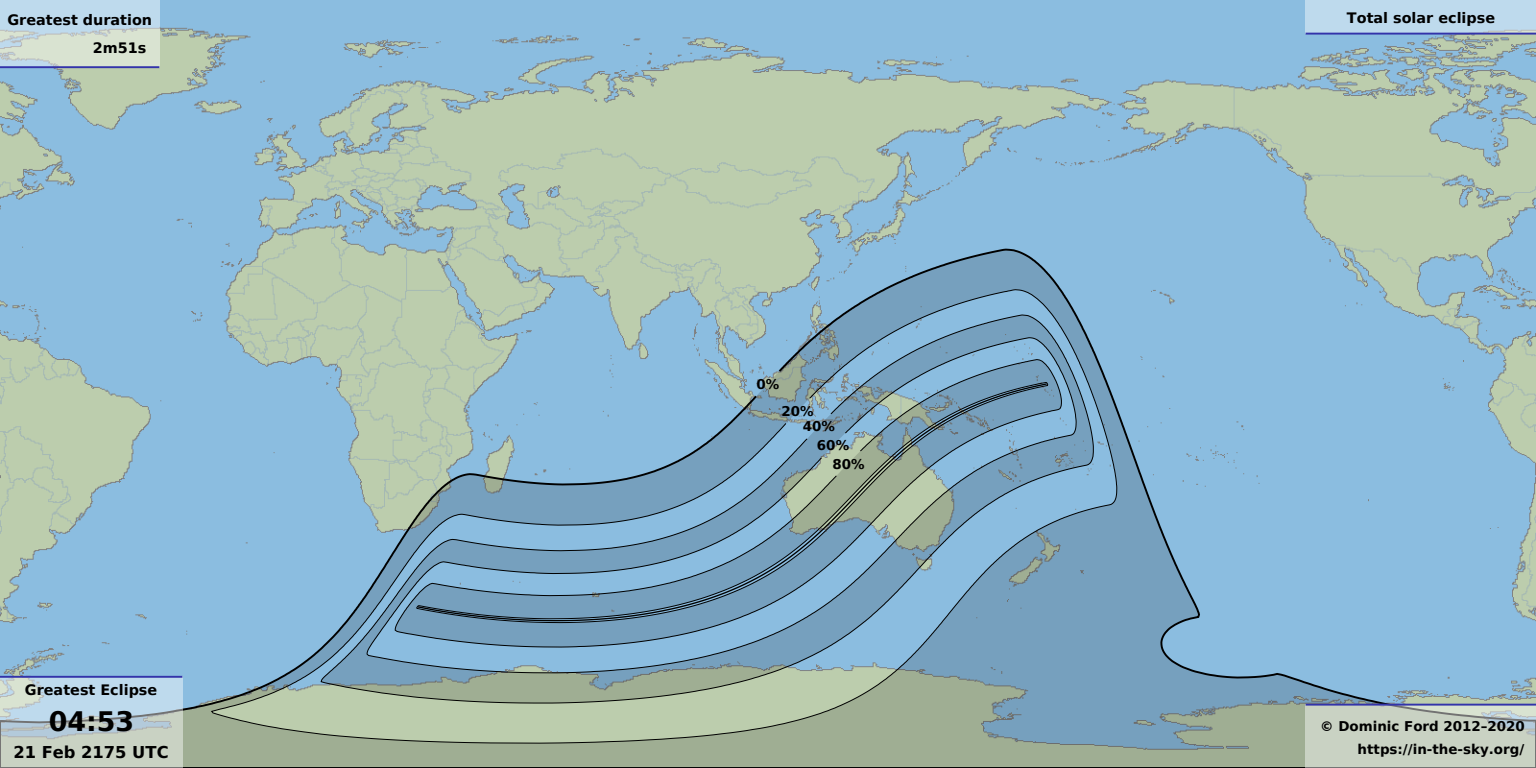 Greatest duration
2m51s
Total solar eclipse
0%
20%
40%
60%
80%
Greatest Eclipse
04:53
21 Feb 2175 UTC
© Dominic Ford 2012–2020
https://in-the-sky.org/